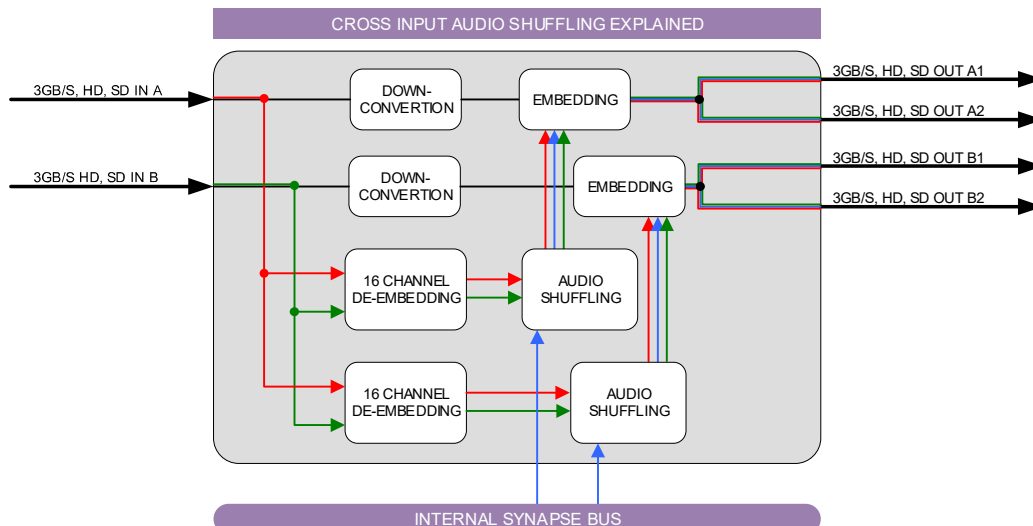 CROSS INPUT AUDIO SHUFFLING EXPLAINED
3GB/S, HD, SD IN A
DOWN-
CONVERTION
EMBEDDING
3GB/S, HD, SD OUT A1
3GB/S, HD, SD OUT A2
3GB/S HD, SD IN B
DOWN-
CONVERTION
EMBEDDING
3GB/S, HD, SD OUT B1
3GB/S, HD, SD OUT B2
16 CHANNEL
DE-EMBEDDING
AUDIO
SHUFFLING
16 CHANNEL
DE-EMBEDDING
AUDIO
SHUFFLING
INTERNAL SYNAPSE BUS